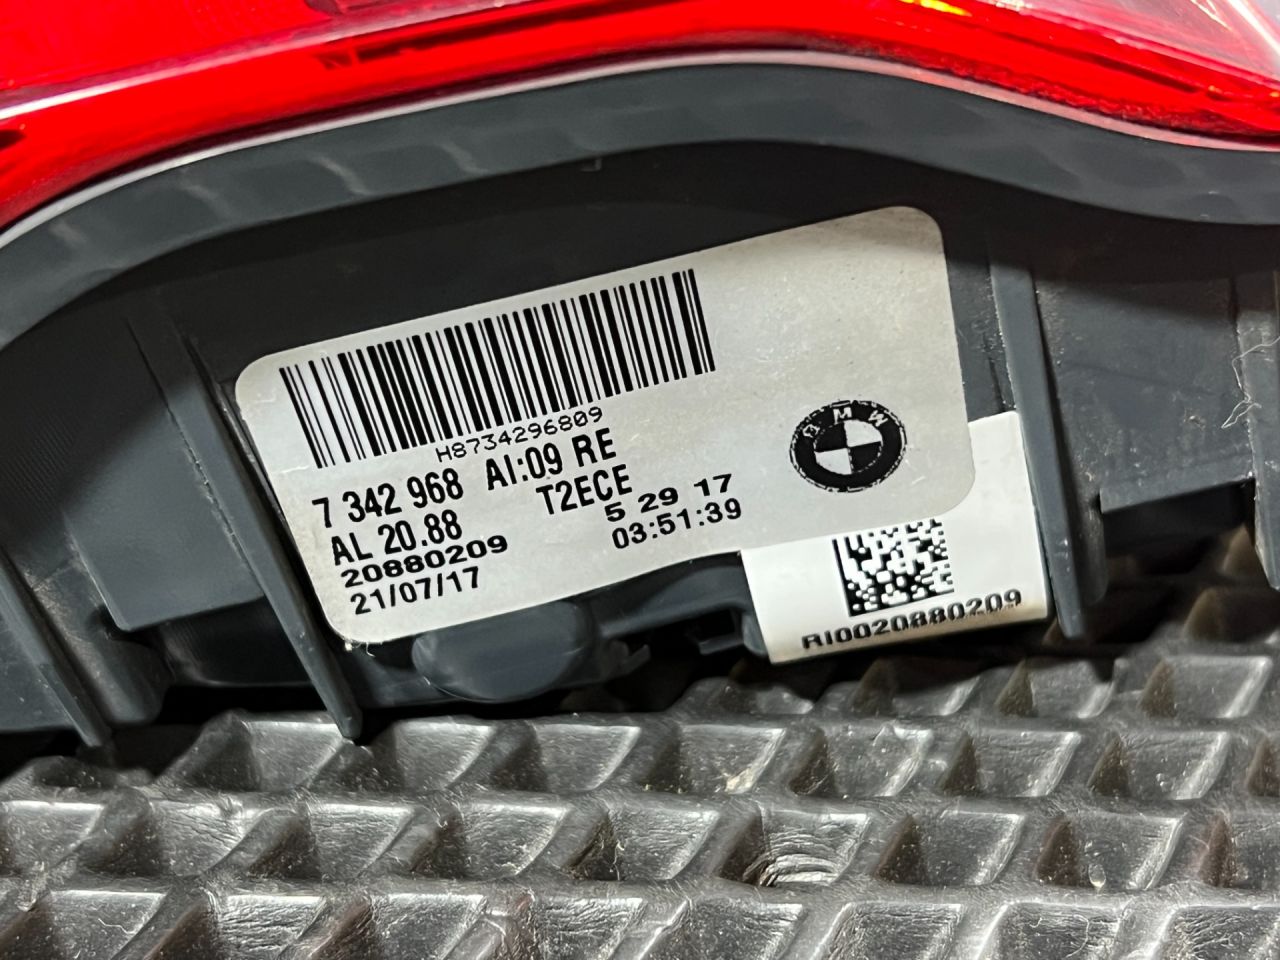 H8734296809
7 342 968 AI:09 RE
AL 20.88 T2ECE
20880209 5 29 17
21/07/17 03:51:39
BMW
RI0020880209